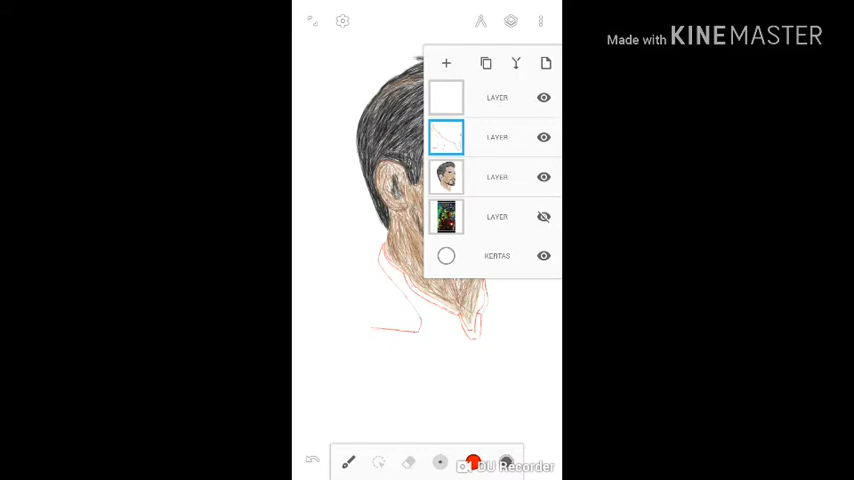 Made with KINEMASTER
LAYER
LAYER
LAYER
LAYER
KERTAS
DU Recorder